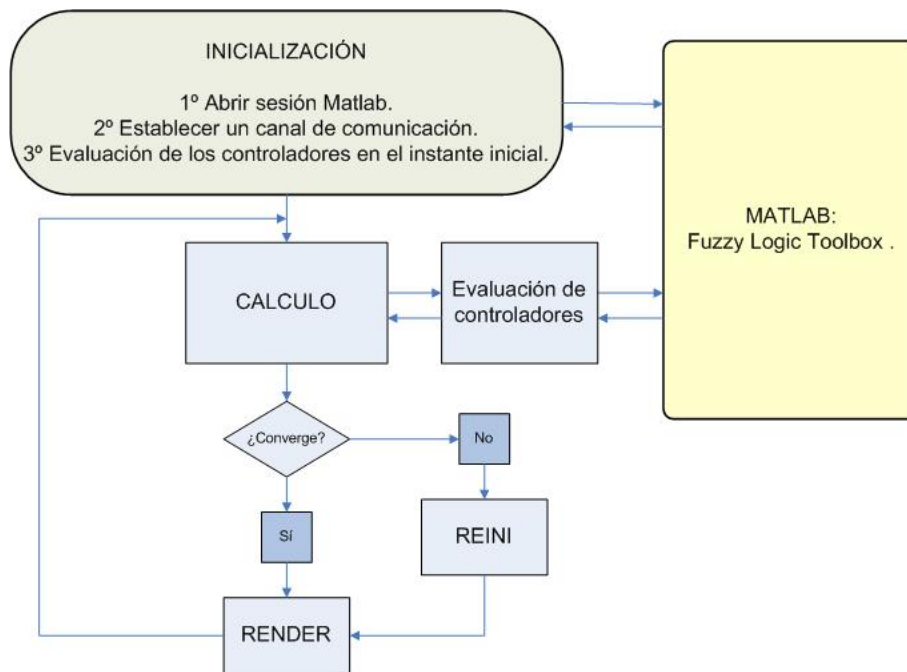 INICIALIZACIÓN
1º Abrir sesión Matlab.
2º Establecer un canal de comunicación.
3º Evaluación de los controladores en el instante inicial.
MATLAB:
Fuzzy Logic Toolbox .
CALCULO
Evaluación de
controladores
¿Converge?
No
Sí
REINI
RENDER